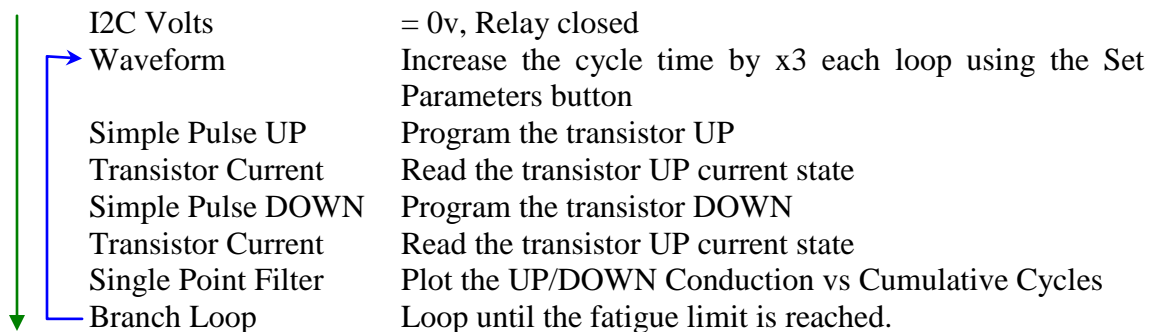 I2C Volts = 0v, Relay closed
Waveform Increase the cycle time by x3 each loop using the Set
Parameters button
Simple Pulse UP Program the transistor UP
Transistor Current Read the transistor UP current state
Simple Pulse DOWN Program the transistor DOWN
Transistor Current Read the transistor UP current state
Single Point Filter Plot the UP/DOWN Conduction vs Cumulative Cycles
Branch Loop Loop until the fatigue limit is reached.